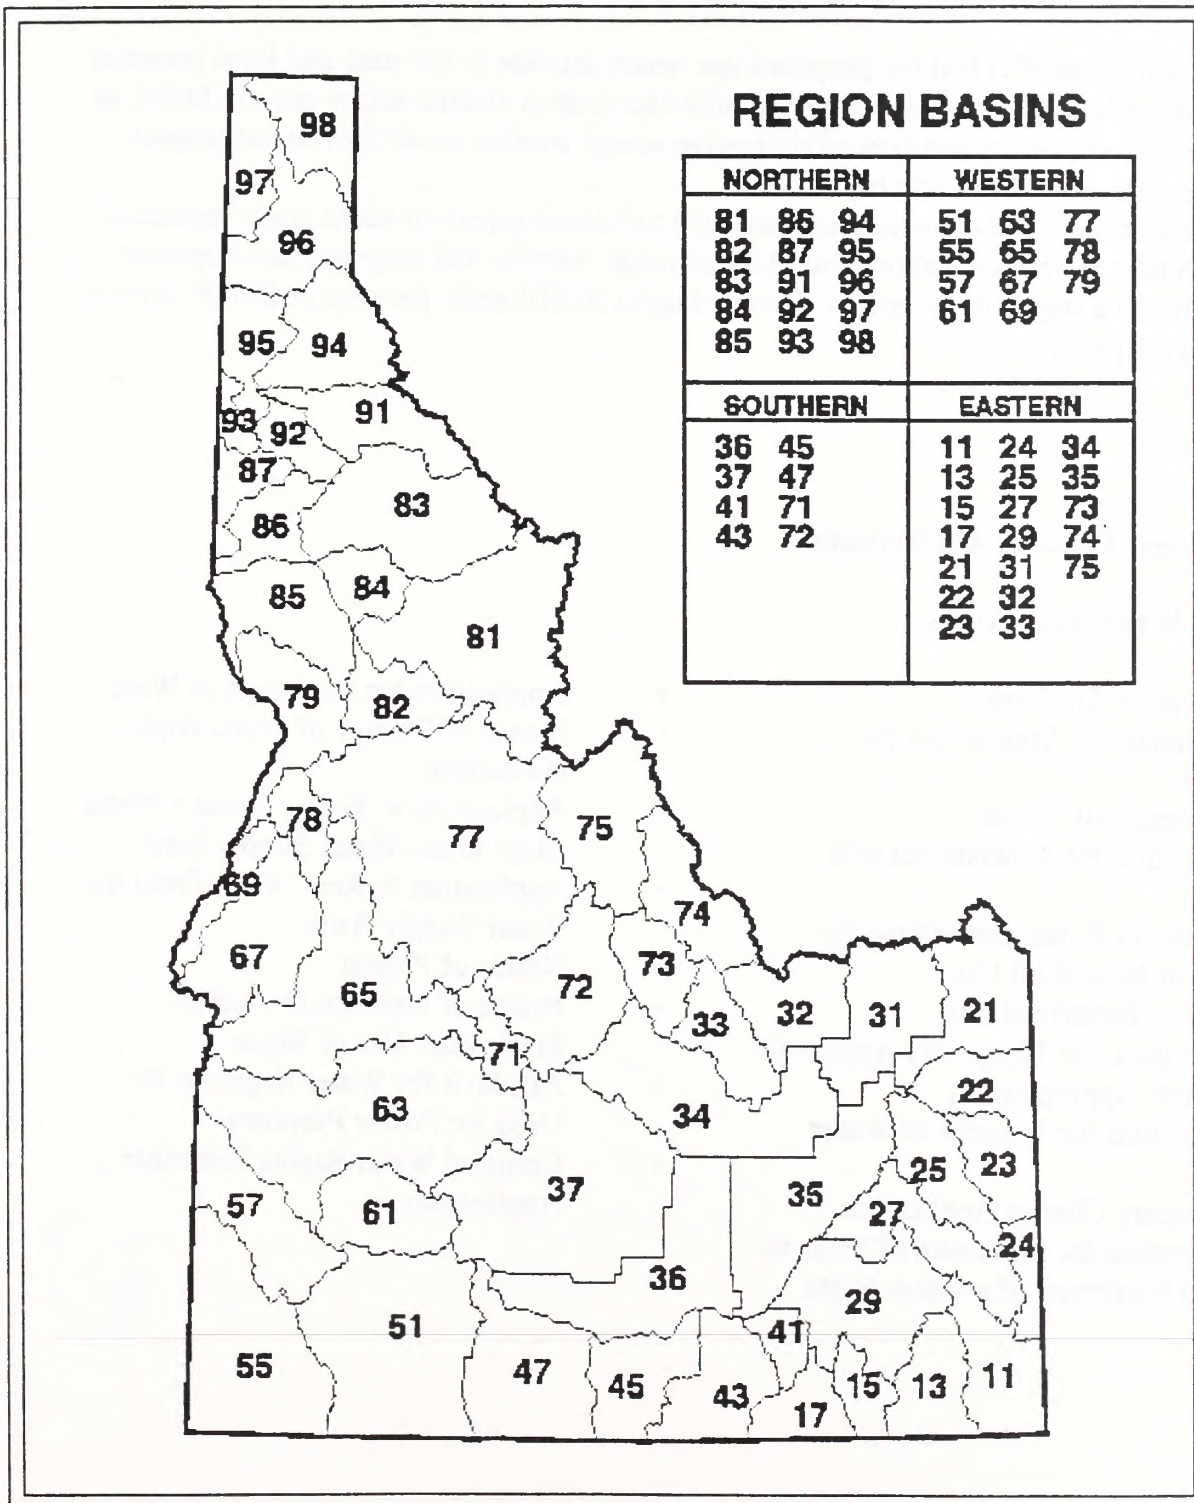 REGION BASINS
NORTHERN WESTERN
81 86 94 51 63 77
82 87 95 55 65 78
83 91 96 57 67 79
84 92 97 61 69
85 93 98
SOUTHERN EASTERN
36 45 11 24 34
37 47 13 25 35
41 71 15 27 73
43 72 17 29 74
21 31 75
22 32
23 33
98
97
96
95 94
93 92 91
87
86 83
85 84
81
79 82
78 77 75
69
74
67 65 72 73
71 33 32 31 21
63 34 22
57 61 37 35 25 23
27
24
36 29
51 41
55 47 45 43 15 13 11
17